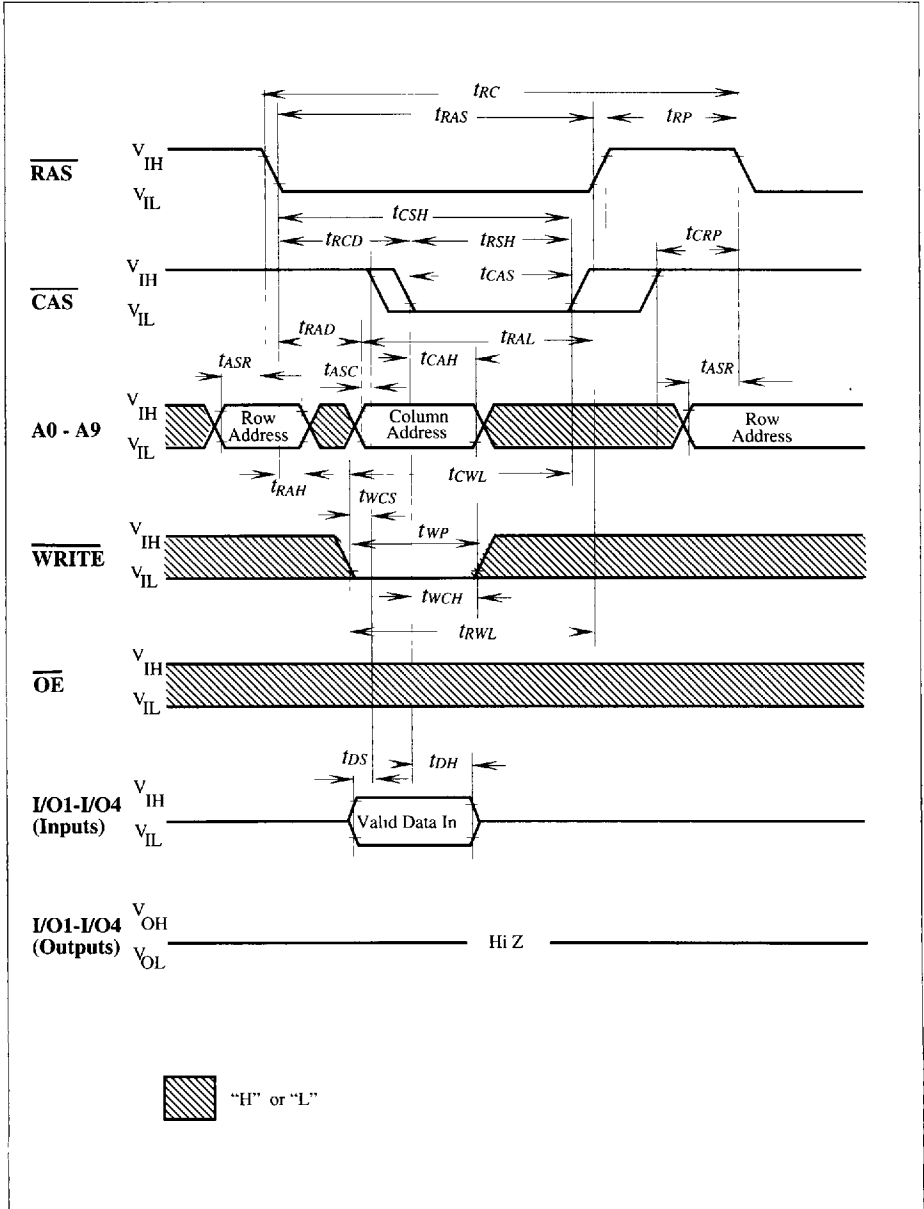 tRC
tRAS
tRP
RAS
VIH
VIL
tCSH
tRCD
tRSH
tCRP
CAS
VIH
VIL
tCAS
tRAD
tRAL
tASR
tASC
tCAH
tASR
A0 - A9
VIH
VIL
Row
Address
Column
Address
Row
Address
tRAH
tWCS
tCWL
WRITE
VIH
VIL
tWP
tWCH
tRWL
OE
VIH
VIL
tDS
tDH
I/O1-I/O4
(Inputs)
VIH
VIL
Valid Data In
I/O1-I/O4
(Outputs)
VOH
VOL
Hi Z
“H” or “L”